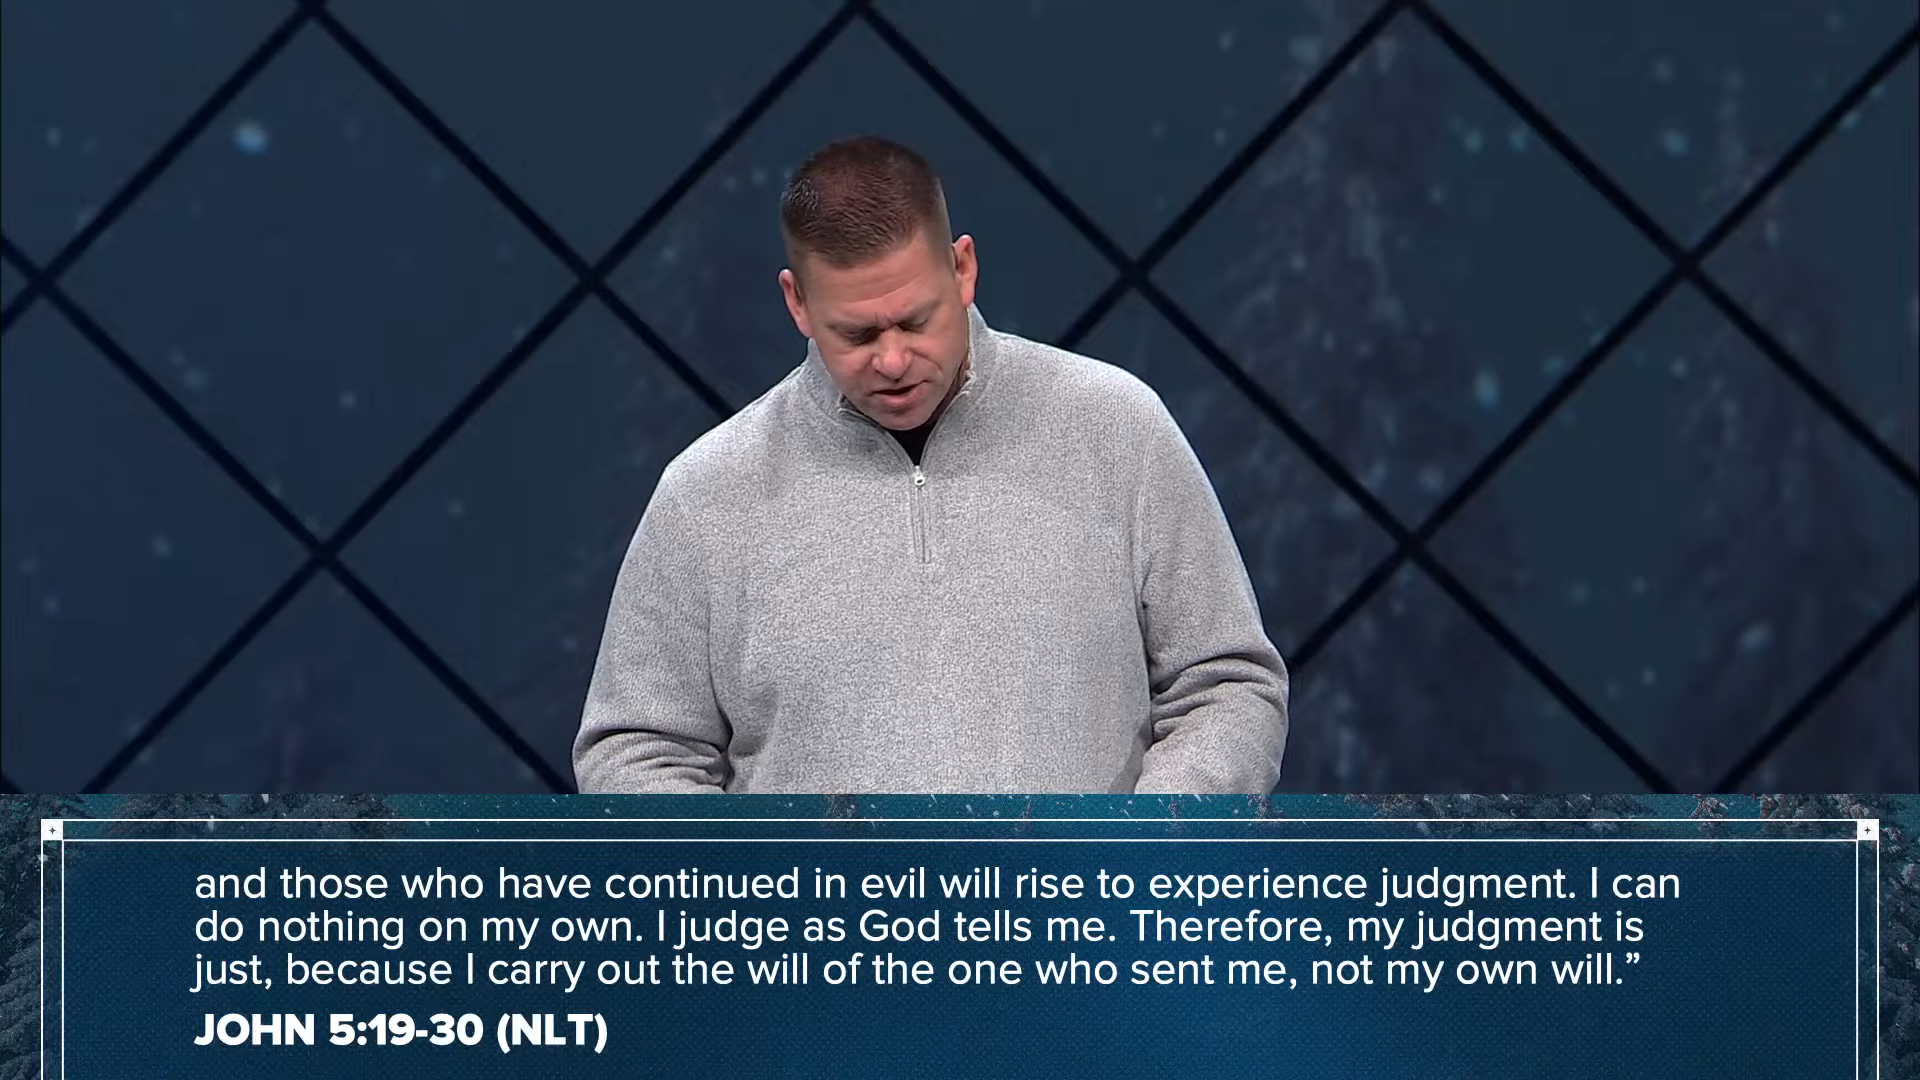 and those who have continued in evil will rise to experience judgment. I can
do nothing on my own. I judge as God tells me. Therefore, my judgment is
just, because I carry out the will of the one who sent me, not my own will.”
JOHN 5:19-30 (NLT)